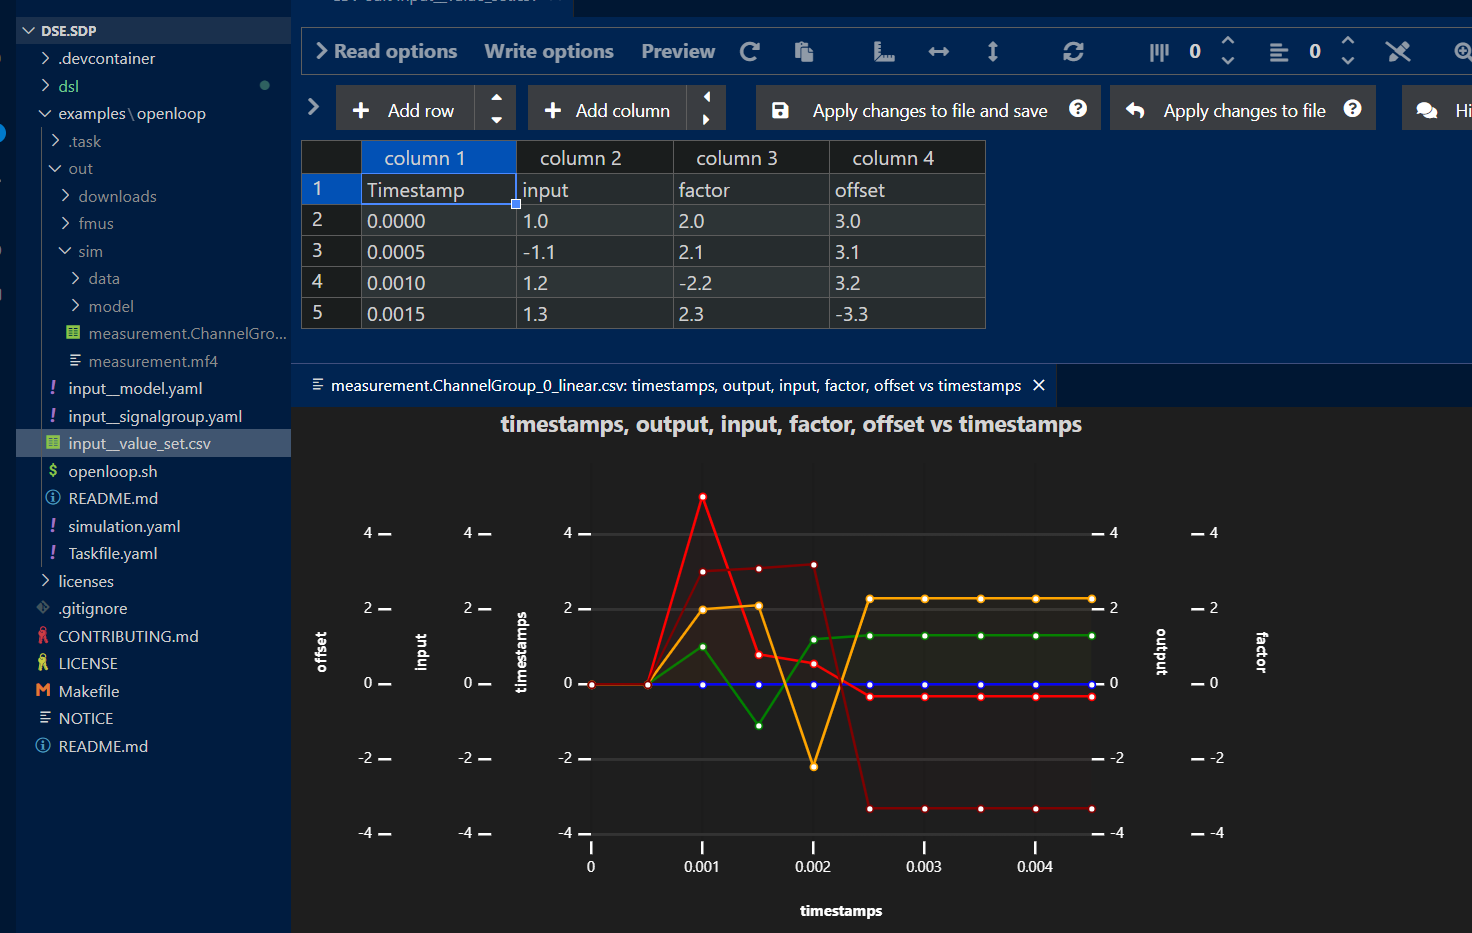 DSE.SDP
.devcontainer
dsl
examples\openloop
.task
out
downloads
fmus
sim
data
model
measurement.ChannelGro...
measurement.mf4
input__model.yaml
input__signalgroup.yaml
input__value_set.csv
openloop.sh
README.md
simulation.yaml
Taskfile.yaml
licenses
.gitignore
CONTRIBUTING.md
LICENSE
Makefile
NOTICE
README.md
Read options Write options Preview 0 0
Add row Add column Apply changes to file and save Apply changes to file Hi
column 1 column 2 column 3 column 4
1 Timestamp input factor offset
2 0.0000 1.0 2.0 3.0
3 0.0005 -1.1 2.1 3.1
4 0.0010 1.2 -2.2 3.2
5 0.0015 1.3 2.3 -3.3
measurement.ChannelGroup_0_linear.csv: timestamps, output, input, factor, offset vs timestamps
timestamps, output, input, factor, offset vs timestamps
4 4 4 4 4
2 2 2 2 2
offset input timestamps output factor
0 0 0 0 0
-2 -2 -2 -2 -2
-4 -4 -4 -4 -4
0 0.001 0.002 0.003 0.004
timestamps